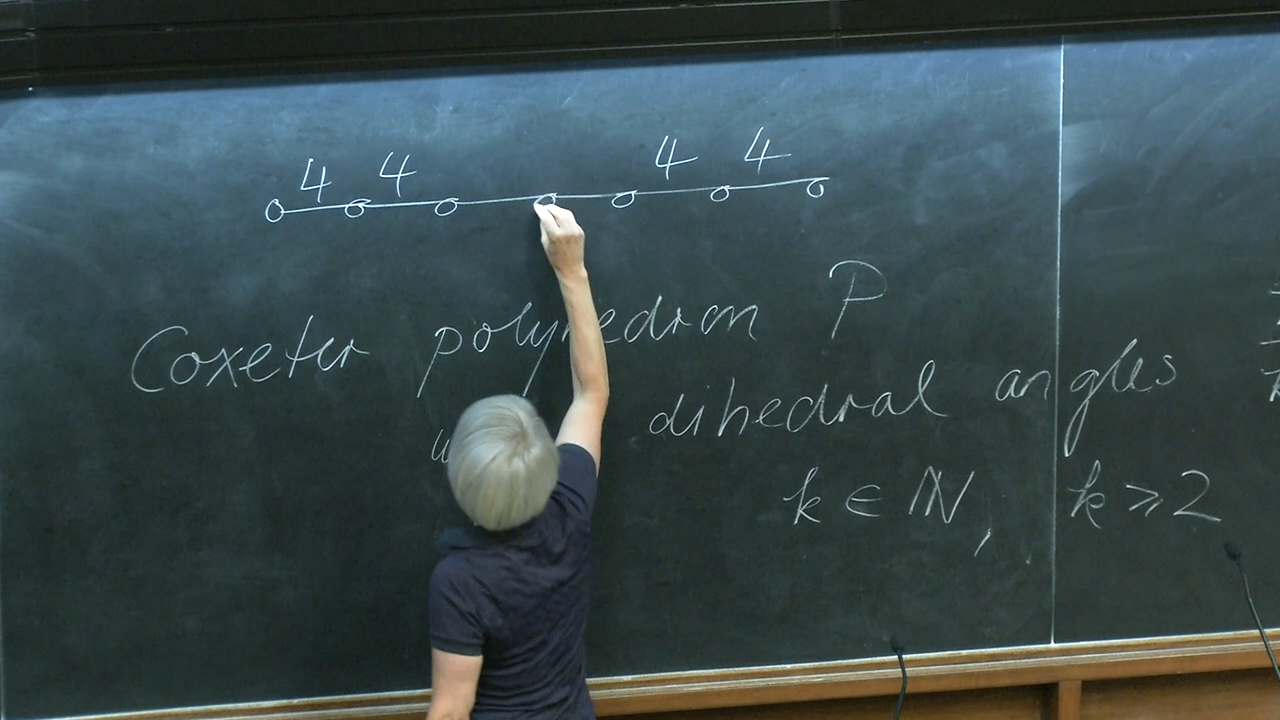 4 4 4 4
Coxeter polyhedron P
dihedral angles
k ∈ ℕ, k ⩾ 2